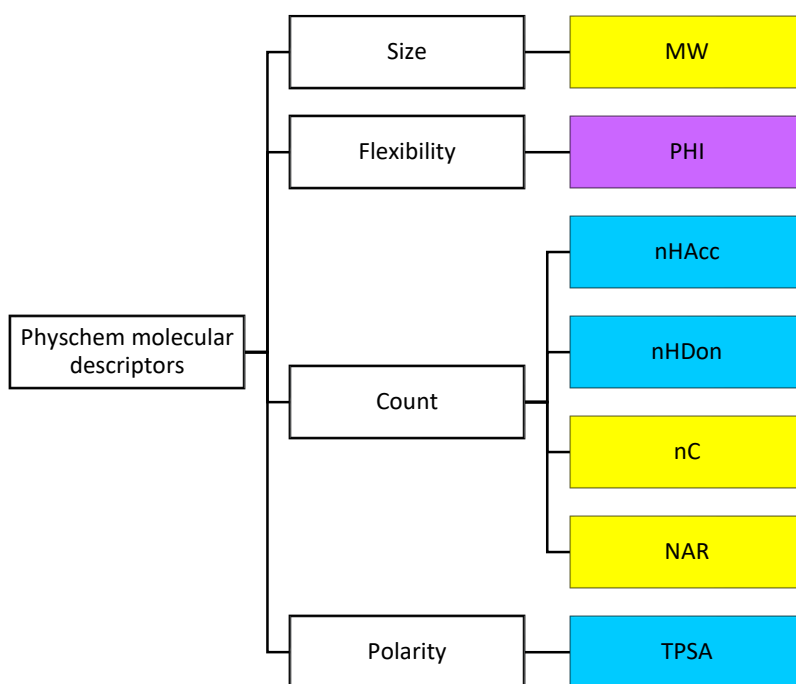 Size
MW
Flexibility
PHI
nHAcc
nHDon
Physchem molecular
descriptors
Count
nC
NAR
Polarity
TPSA